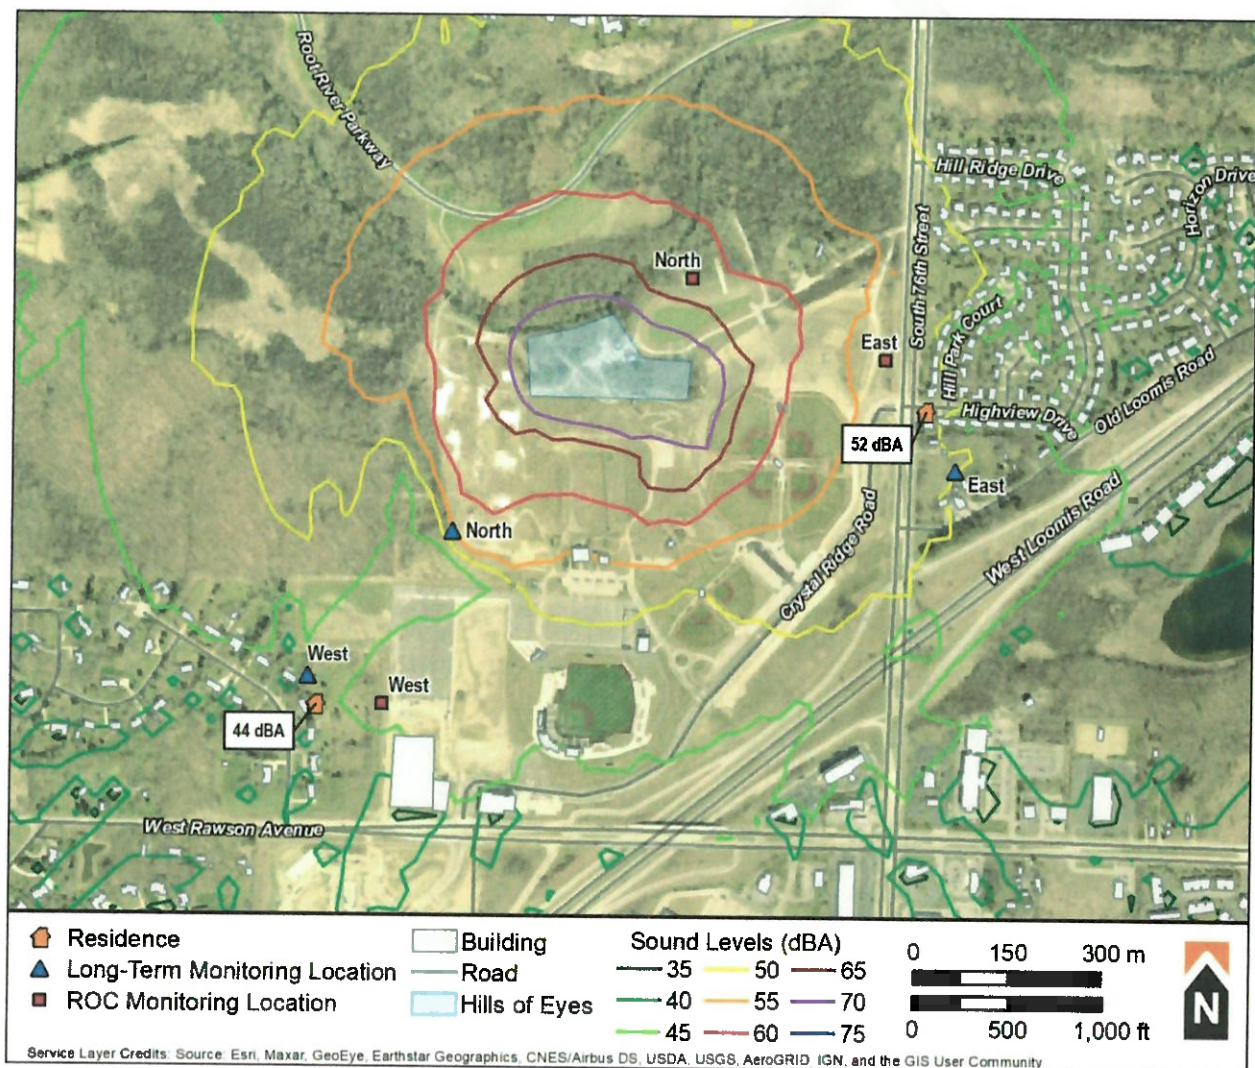 Root River Parkway
Hill Ridge Drive
Horizon Drive
South 76th Street
North
East
Hill Park Court
Highview Drive
Old Loomis Road
52 dBA
East
North
West Loomis Road
Crystal Ridge Road
West
West
44 dBA
West Rawson Avenue
Residence
Long-Term Monitoring Location
ROC Monitoring Location
Building
Road
Hills of Eyes
Sound Levels (dBA)
35 50 65
40 55 70
45 60 75
0 150 300 m
0 500 1,000 ft
N
Service Layer Credits: Source: Esri, Maxar, GeoEye, Earthstar Geographics, CNES/Airbus DS, USDA, USGS, AeroGRID, IGN, and the GIS User Community